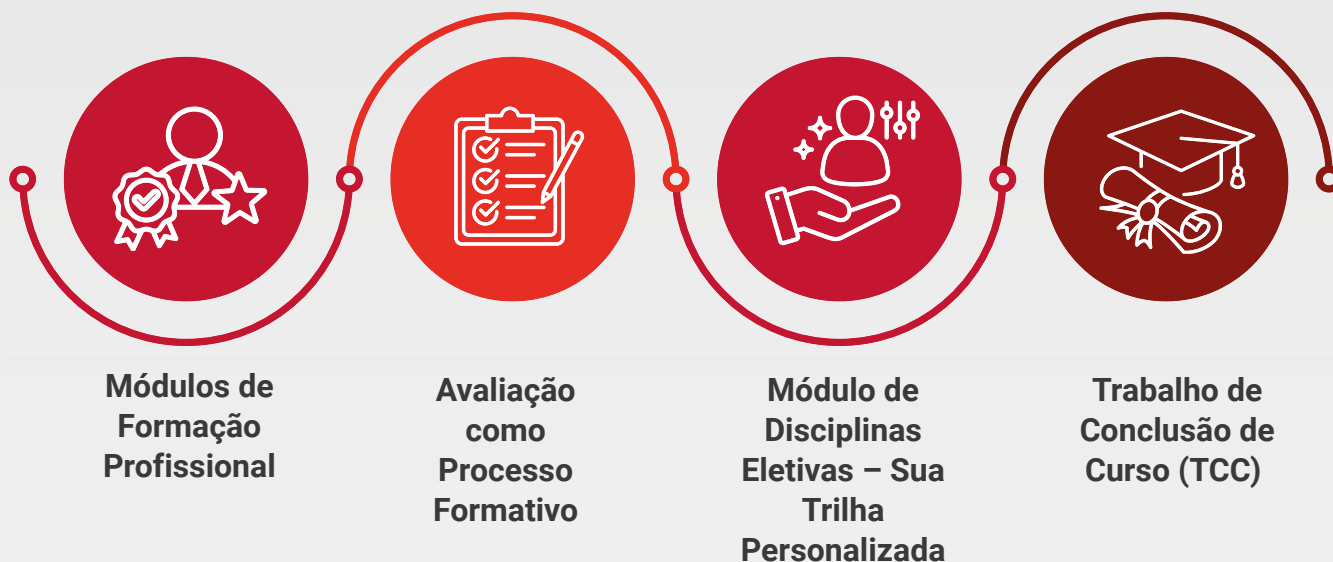 Módulos de
Formação
Profissional
Avaliação
como
Processo
Formativo
Módulo de
Disciplinas
Eletivas – Sua
Trilha
Personalizada
Trabalho de
Conclusão de
Curso (TCC)